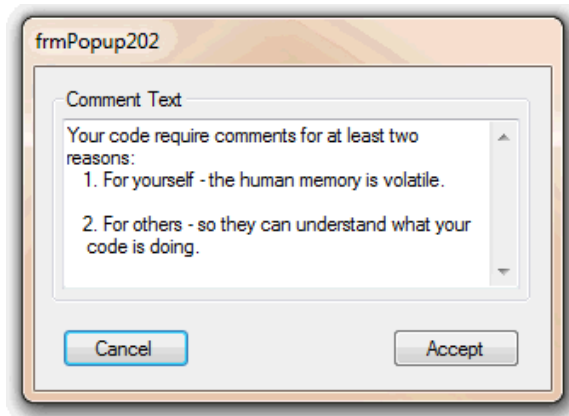 frmPopup202
Comment Text
Your code require comments for at least two
reasons:
1. For yourself - the human memory is volatile.
2. For others - so they can understand what your
code is doing.
Cancel
Accept